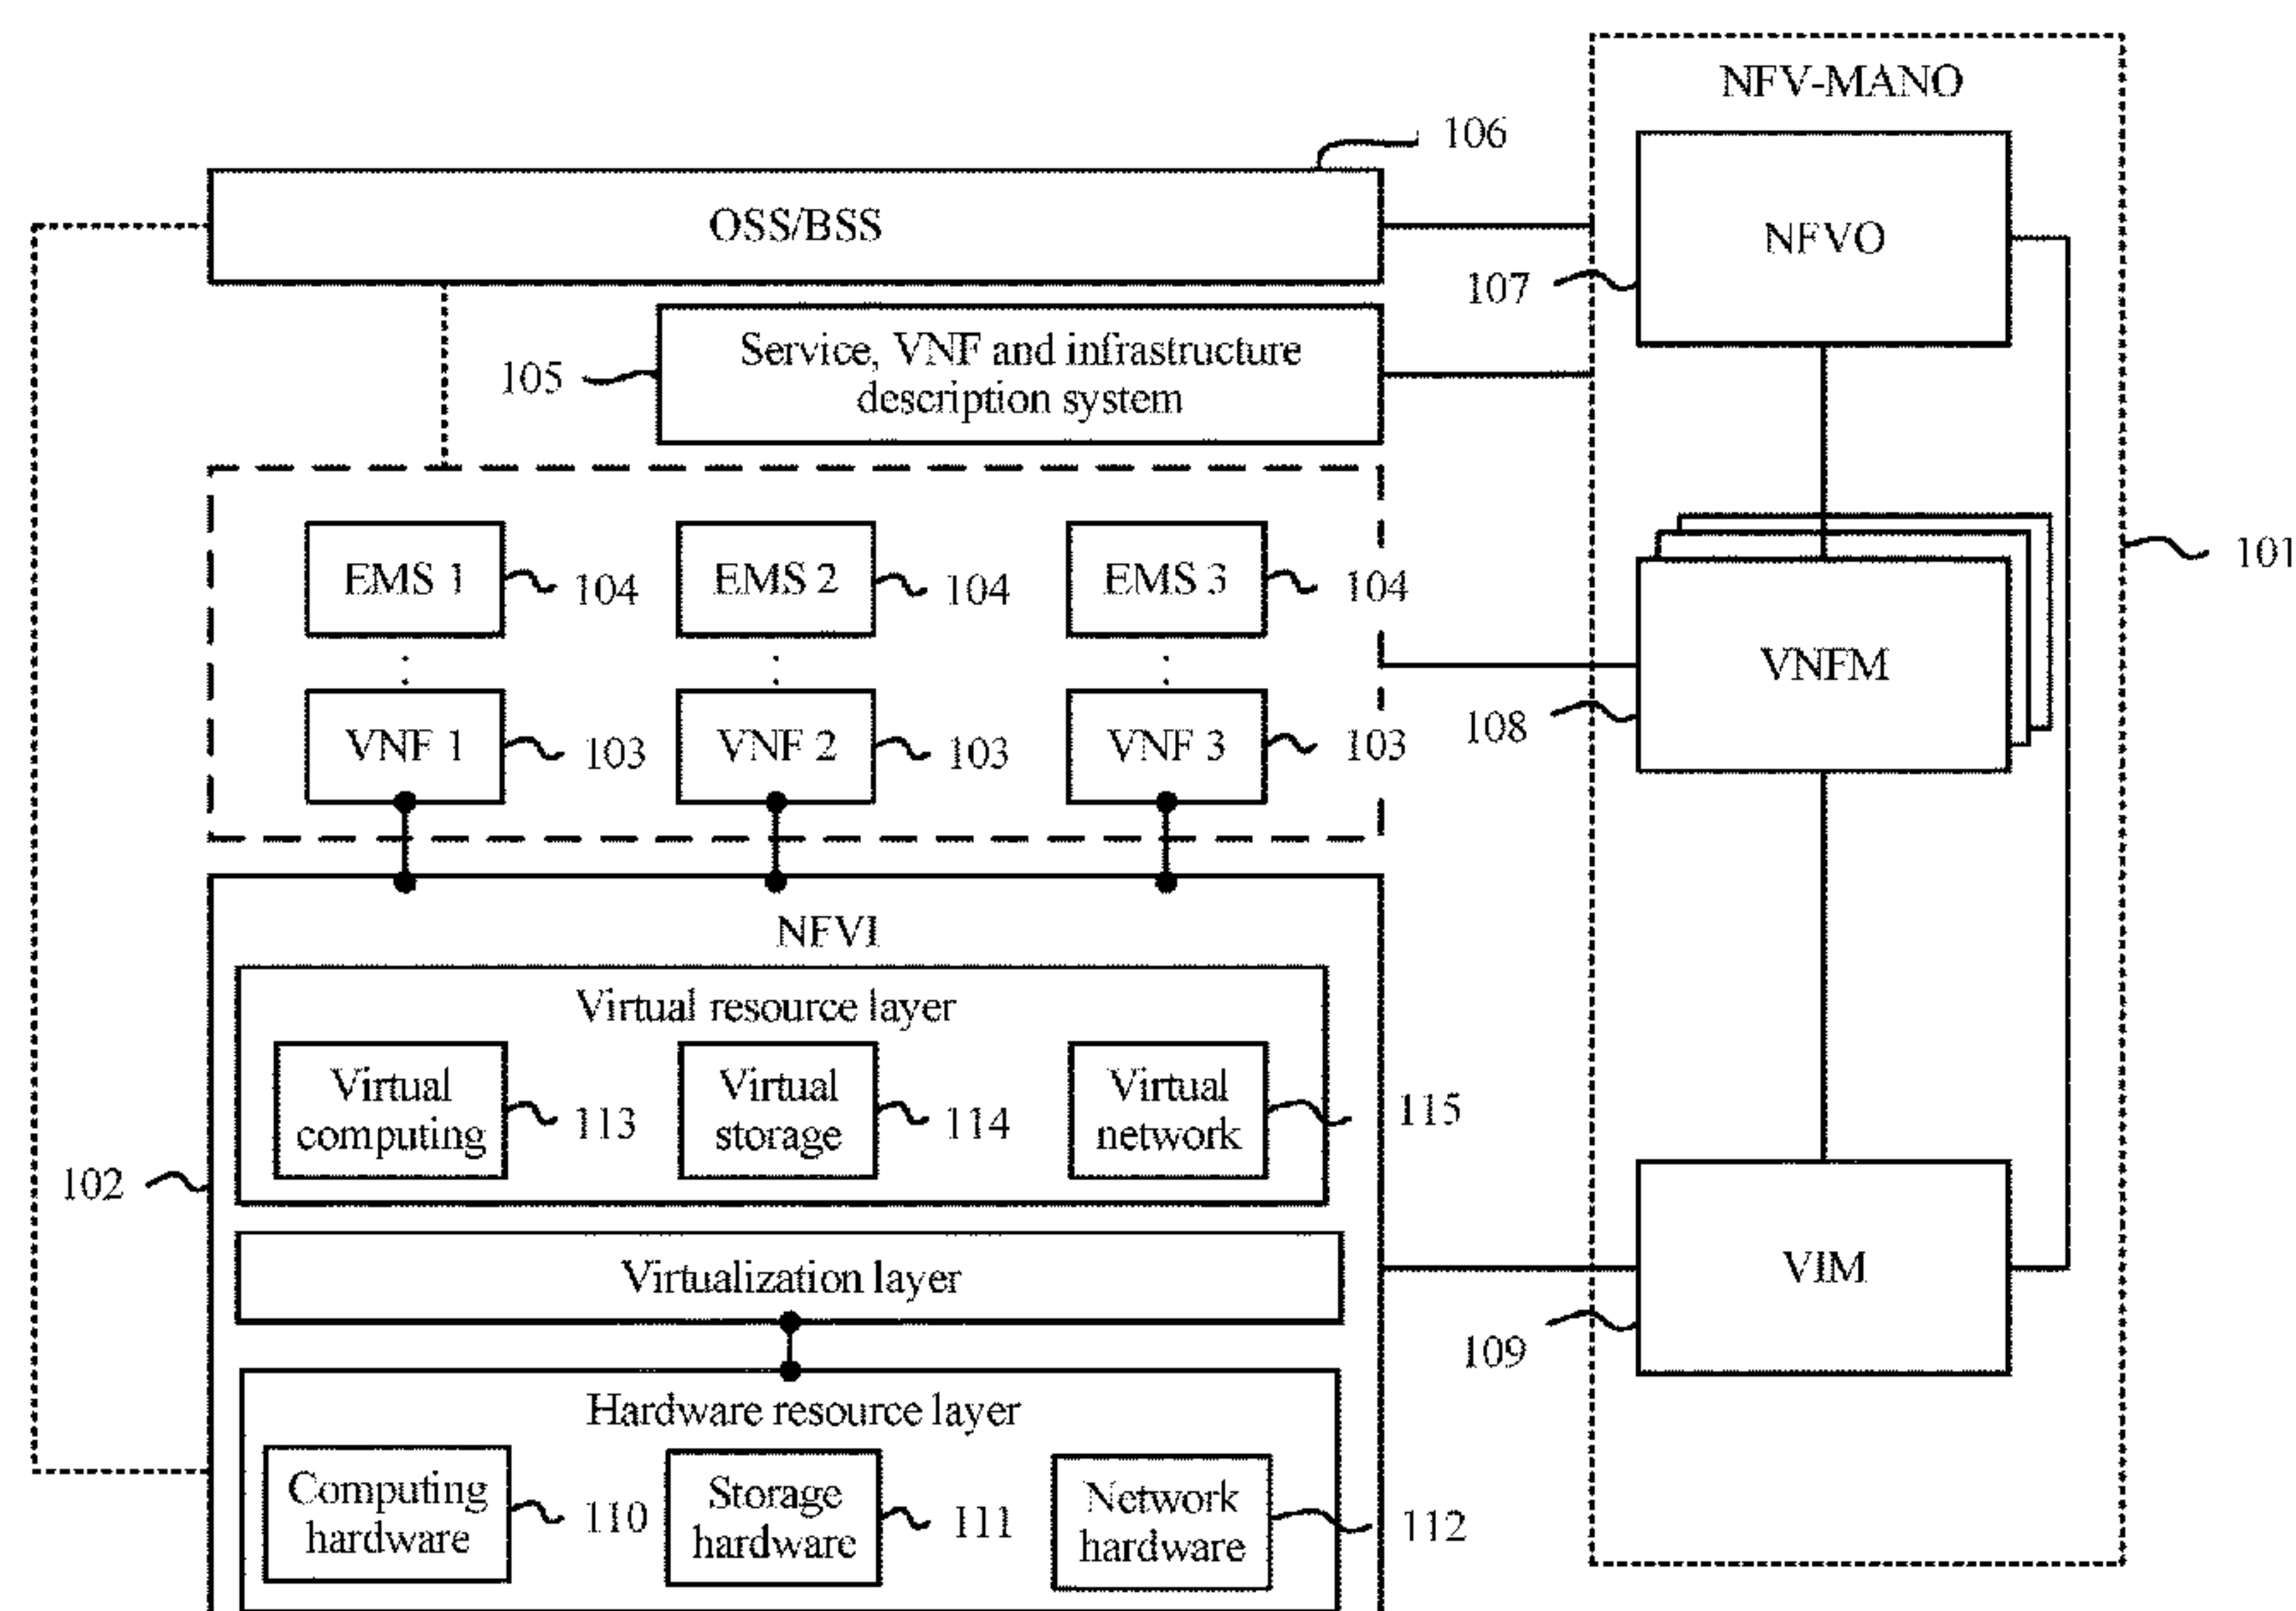 NFV-MANO
106
OSS/BSS
NFVO
107
Service, VNF and infrastructure
description system
105
EMS 1
104
EMS 2
104
EMS 3
104
101
VNFM
108
VNF 1
103
VNF 2
103
VNF 3
103
NFVI
Virtual resource layer
Virtual
computing
113
Virtual
storage
114
Virtual
network
115
102
Virtualization layer
VIM
109
Hardware resource layer
Computing
hardware
110
Storage
hardware
111
Network
hardware
112